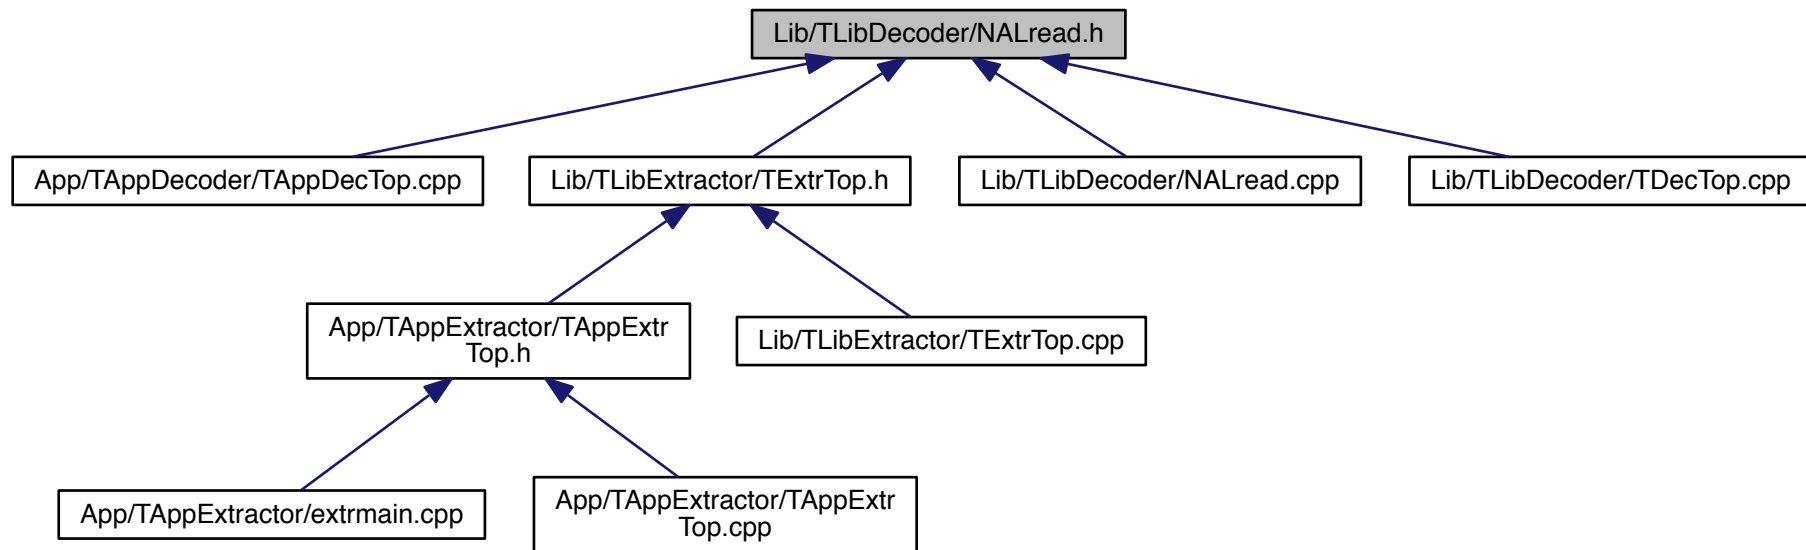 Lib/TLibDecoder/NALread.h
App/TAppDecoder/TAppDecTop.cpp
Lib/TLibExtractor/TExtrTop.h
Lib/TLibDecoder/NALread.cpp
Lib/TLibDecoder/TDecTop.cpp
App/TAppExtractor/TAppExtr
Top.h
Lib/TLibExtractor/TExtrTop.cpp
App/TAppExtractor/extrmain.cpp
App/TAppExtractor/TAppExtr
Top.cpp